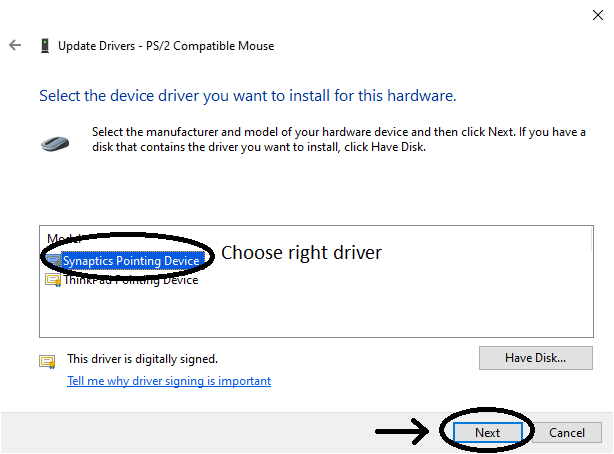 Update Drivers - PS/2 Compatible Mouse
Select the device driver you want to install for this hardware.
Select the manufacturer and model of your hardware device and then click Next. If you have a
disk that contains the driver you want to install, click Have Disk.
Model
Synaptics Pointing Device
Choose right driver
ThinkPad Pointing Device
This driver is digitally signed.
Have Disk...
Tell me why driver signing is important
Next
Cancel